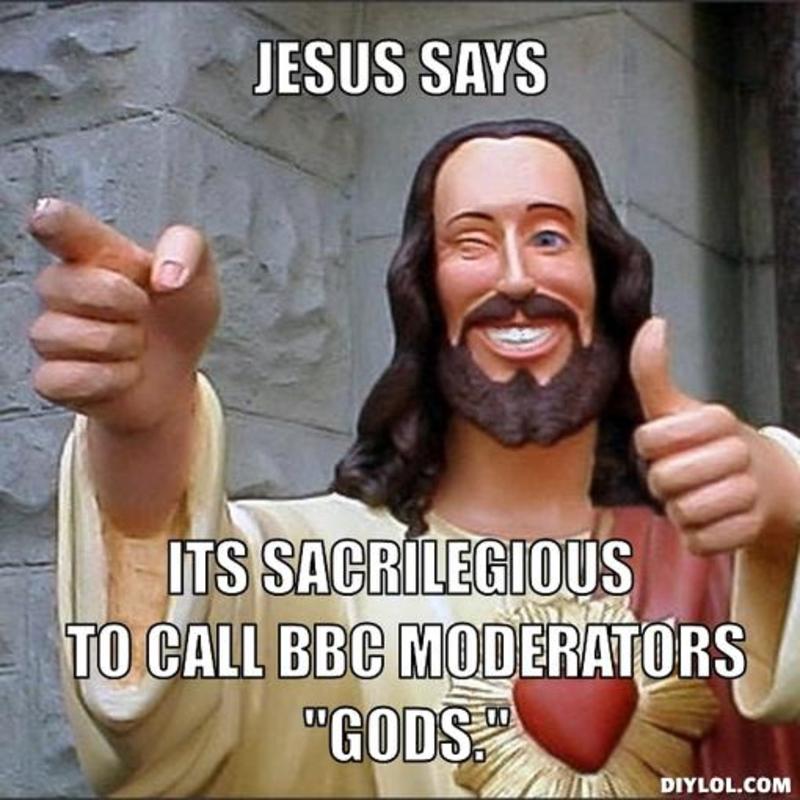 JESUS SAYS
ITS SACRILEGIOUS
TO CALL BBC MODERATORS
"GODS."
DIYLOL.COM